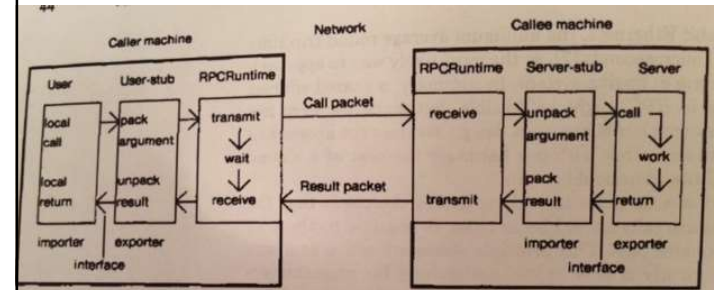 44
Caller machine
Network
Callee machine
User
User-stub
RPCRuntime
RPCRuntime
Server-stub
Server
local
call
pack
argument
transmit
wait
Call packet
receive
unpack
argument
call
work
local
return
unpack
result
receive
Result packet
transmit
pack
result
return
importer
exporter
interface
importer
exporter
interface